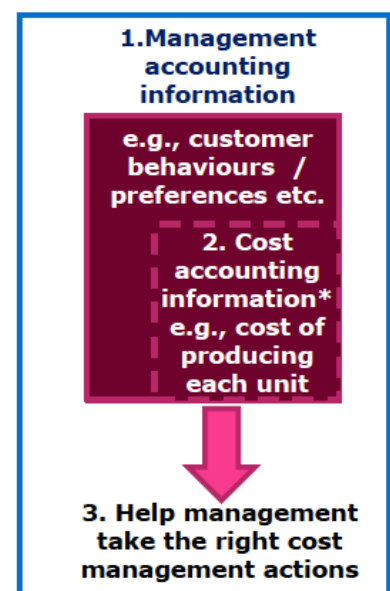 1.Management
accounting
information
e.g., customer
behaviours / 
preferences etc.
2. Cost
accounting
information*
e.g., cost of
producing
each unit
3. Help management
take the right cost
management actions